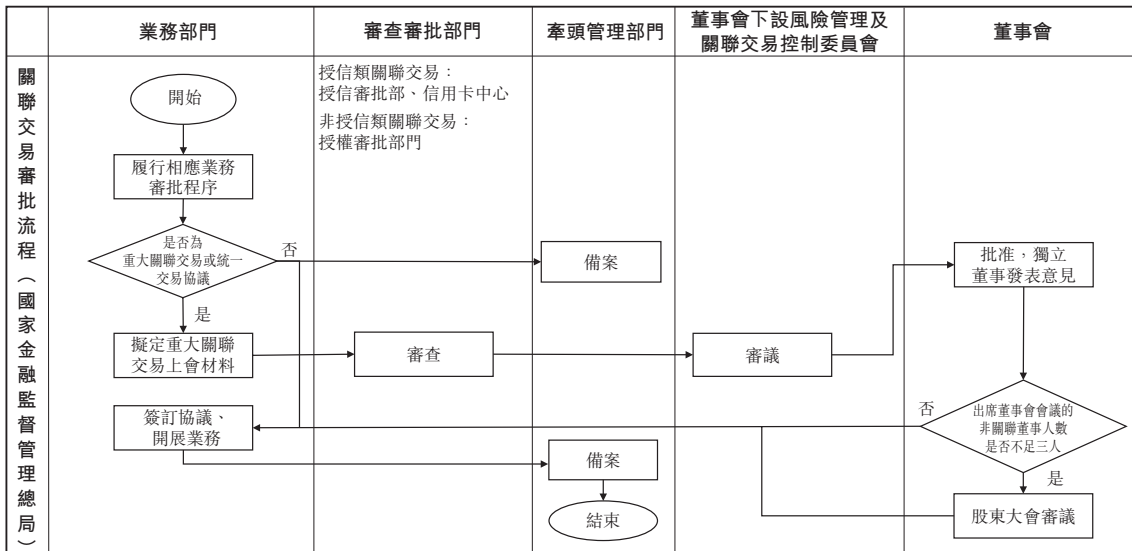 業務部門
審查審批部門
牽頭管理部門
董事會下設風險管理及
關聯交易控制委員會
董事會
關聯交易審批流程（國家金融監督管理總局）
開始
授信類關聯交易：
授信審批部、信用卡中心
非授信類關聯交易：
授權審批部門
履行相應業務
審批程序
是否為
重大關聯交易或統一
交易協議
否
備案
批准，獨立
董事發表意見
是
擬定重大關聯
交易上會材料
審查
審議
簽訂協議、
開展業務
否
出席董事會會議的
非關聯董事人數
是否不足三人
備案
是
結束
股東大會審議